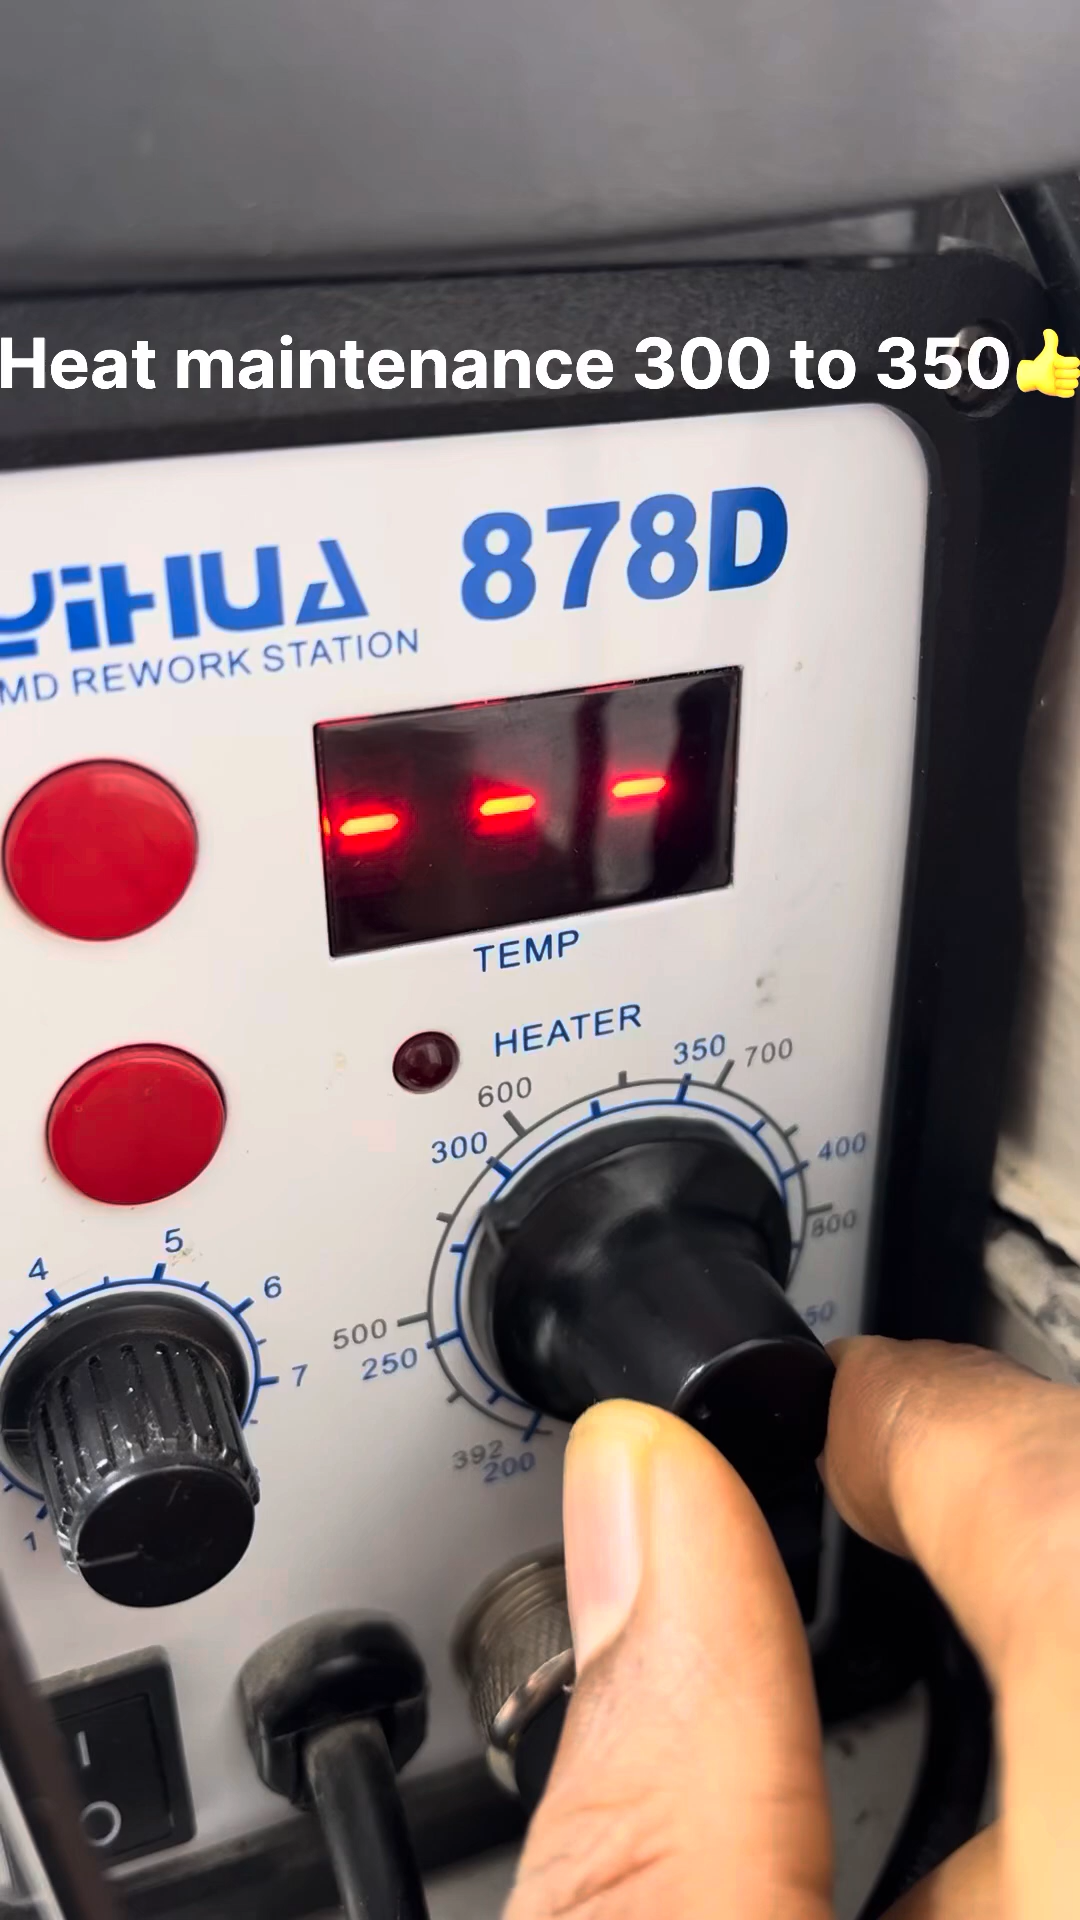 Heat maintenance 300 to 350👍
YiHUA 878D
MD REWORK STATION
- - -
TEMP
HEATER
350 700
600
300
400
800
500
250
50
392
200
4 5 6 7
1